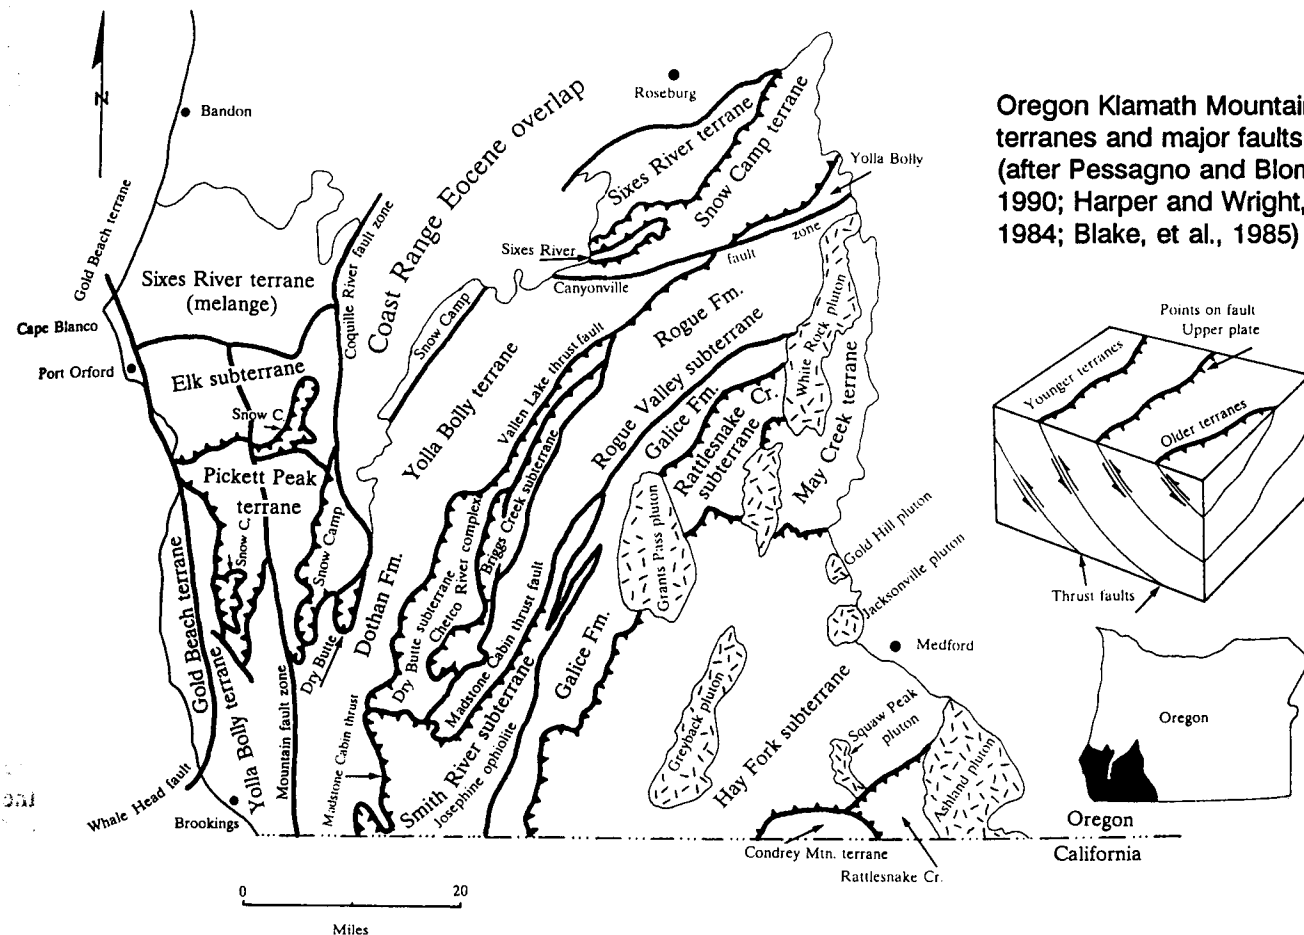 N
Bandon
Roseburg
Coast Range Eocene overlap
Sixes River terrane
Snow Camp terrane
Yolla Bolly
Gold Beach terrane
Sixes River terrane
(melange)
Coquille River fault zone
Sixes River
Canyonville
fault
zone
Cape Blanco
Port Orford
Elk subterrane
Snow C.
Snow Camp
Yolla Bolly terrane
Vallen Lake thrust fault
Rogue Fm.
Rogue Valley subterrane
Galice Fm.
Rattlesnake Cr.
subterrane
White Rock pluton
May Creek terrane
Pickett Peak
terrane
Snow C.
Snow Camp
Gold Beach terrane
Dothan Fm.
Dry Butte
Dry Butte subterrane
Chetco River complex
Briggs Creek subterrane
Madstone Cabin thrust fault
Grants Pass pluton
Gold Hill pluton
Jacksonville pluton
Medford
Galice Fm.
Yolla Bolly terrane
Mountain fault zone
Madstone Cabin thrust
Smith River subterrane
Josephine ophiolite
Greyback pluton
Hay Fork subterrane
Squaw Peak
pluton
Ashland pluton
Whale Head fault
Brookings
Condrey Mtn. terrane
Rattlesnake Cr.
Oregon
California
0 20
Miles
Oregon Klamath Mountain
terranes and major faults
(after Pessagno and Blom
1990; Harper and Wright,
1984; Blake, et al., 1985)
Points on fault
Upper plate
Younger terranes
Older terranes
Thrust faults
Oregon